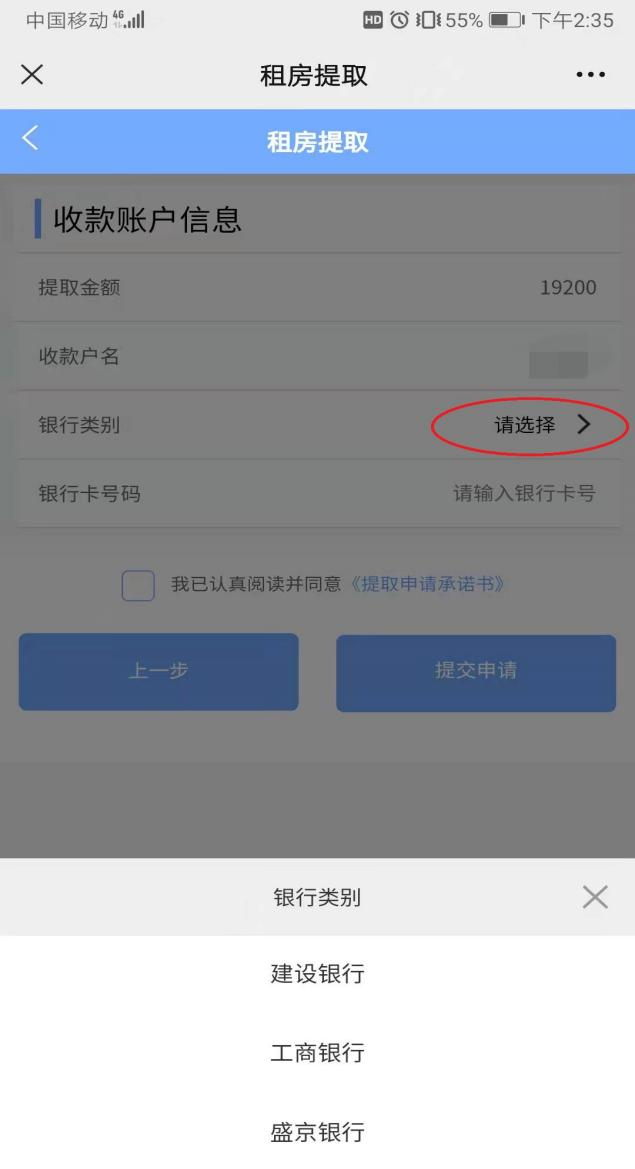 中国移动 4G HD 55% 下午2:35
租房提取
租房提取
收款账户信息
提取金额 19200
收款户名
银行类别 请选择
银行卡号码 请输入银行卡号
我已认真阅读并同意《提取申请承诺书》
上一步 提交申请
银行类别
建设银行
工商银行
盛京银行